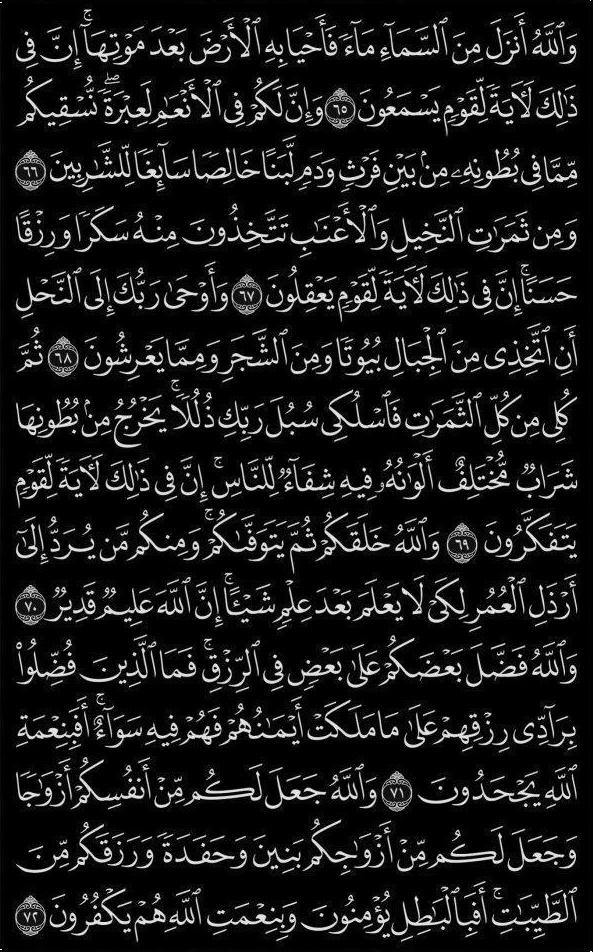 وَٱللَّهُ أَنزَلَ مِنَ ٱلسَّمَآءِ مَآءً فَأَحْيَا بِهِ ٱلْأَرْضَ بَعْدَ مَوْتِهَآۚ إِنَّ فِى
ذَٰلِكَ لَـَٔايَةً لِّقَوْمٍ يَسْمَعُونَ ٦٥ وَإِنَّ لَكُمْ فِى ٱلْأَنْعَـٰمِ لَعِبْرَةًۖ نُّسْقِيكُم
مِّمَّا فِى بُطُونِهِۦ مِنۢ بَيْنِ فَرْثٍ وَدَمٍ لَّبَنًا خَالِصًا سَآئِغًا لِّلشَّـٰرِبِينَ ٦٦
وَمِن ثَمَرَٰتِ ٱلنَّخِيلِ وَٱلْأَعْنَـٰبِ تَتَّخِذُونَ مِنْهُ سَكَرًا وَرِزْقًا
حَسَنًاۗ إِنَّ فِى ذَٰلِكَ لَـَٔايَةً لِّقَوْمٍ يَعْقِلُونَ ٦٧ وَأَوْحَىٰ رَبُّكَ إِلَى ٱلنَّحْلِ
أَنِ ٱتَّخِذِى مِنَ ٱلْجِبَالِ بُيُوتًا وَمِنَ ٱلشَّجَرِ وَمِمَّا يَعْرِشُونَ ٦٨ ثُمَّ
كُلِى مِن كُلِّ ٱلثَّمَرَٰتِ فَٱسْلُكِى سُبُلَ رَبِّكِ ذُلُلًاۚ يَخْرُجُ مِنۢ بُطُونِهَا
شَرَابٌ مُّخْتَلِفٌ أَلْوَٰنُهُۥ فِيهِ شِفَآءٌ لِّلنَّاسِۚ إِنَّ فِى ذَٰلِكَ لَـَٔايَةً لِّقَوْمٍ
يَتَفَكَّرُونَ ٦٩ وَٱللَّهُ خَلَقَكُمْ ثُمَّ يَتَوَفَّىٰكُمْۚ وَمِنكُم مَّن يُرَدُّ إِلَىٰٓ
أَرْذَلِ ٱلْعُمُرِ لِكَىْ لَا يَعْلَمَ بَعْدَ عِلْمٍ شَيْـًٔاۚ إِنَّ ٱللَّهَ عَلِيمٌ قَدِيرٌ ٧٠
وَٱللَّهُ فَضَّلَ بَعْضَكُمْ عَلَىٰ بَعْضٍ فِى ٱلرِّزْقِۚ فَمَا ٱلَّذِينَ فُضِّلُوا۟
بِرَآدِّى رِزْقِهِمْ عَلَىٰ مَا مَلَكَتْ أَيْمَـٰنُهُمْ فَهُمْ فِيهِ سَوَآءٌۚ أَفَبِنِعْمَةِ
ٱللَّهِ يَجْحَدُونَ ٧١ وَٱللَّهُ جَعَلَ لَكُم مِّنْ أَنفُسِكُمْ أَزْوَٰجًا
وَجَعَلَ لَكُم مِّنْ أَزْوَٰجِكُم بَنِينَ وَحَفَدَةً وَرَزَقَكُم مِّنَ
ٱلطَّيِّبَـٰتِۚ أَفَبِٱلْبَـٰطِلِ يُؤْمِنُونَ وَبِنِعْمَتِ ٱللَّهِ هُمْ يَكْفُرُونَ ٧٢